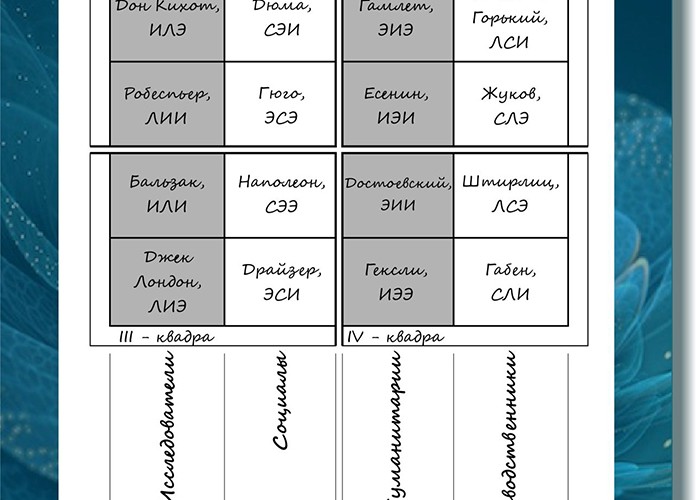 Дон Кихот,
ИЛЭ
Дюма,
СЭИ
Гамлет,
ЭИЭ
Горький,
ЛСИ
Робеспьер,
ЛИИ
Гюго,
ЭСЭ
Есенин,
ИЭИ
Жуков,
СЛЭ
Бальзак,
ИЛИ
Наполеон,
СЭЭ
Достоевский,
ЭИИ
Штирлиц,
ЛСЭ
Джек
Лондон,
ЛИЭ
Драйзер,
ЭСИ
Гексли,
ИЭЭ
Габен,
СЛИ
III - квадра
IV - квадра
Исследователи
Социалы
уманитарии
водственники